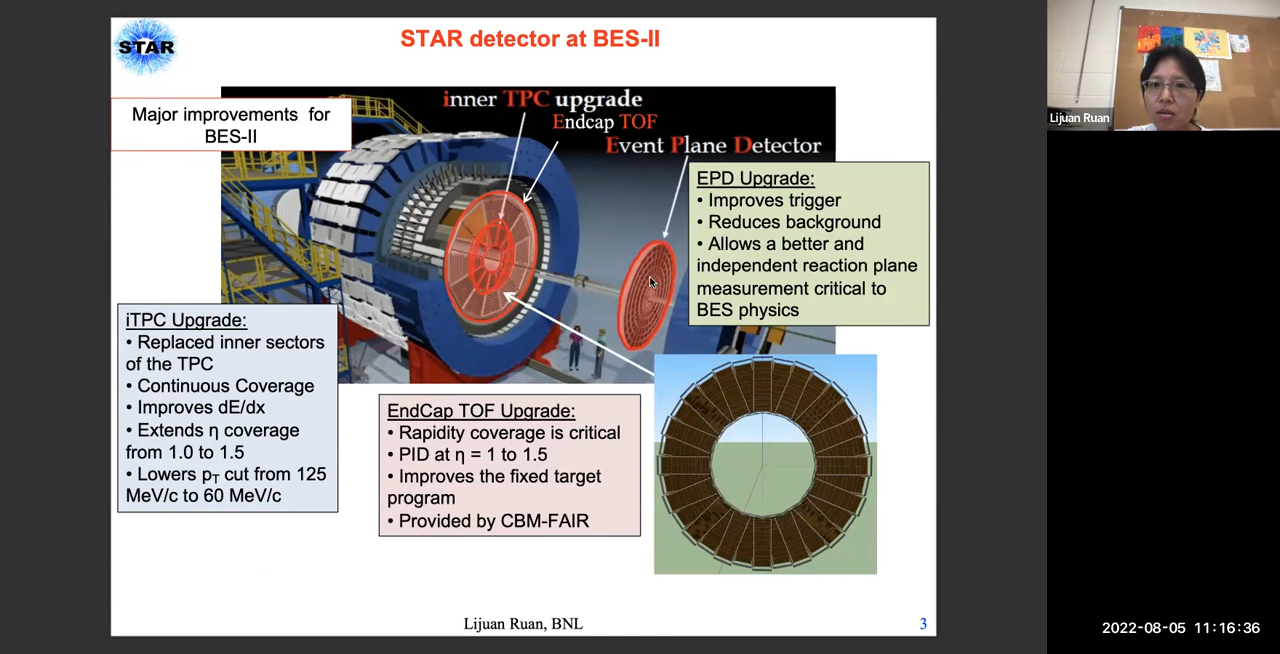 STAR
STAR detector at BES-II
Major improvements for
BES-II
inner TPC upgrade
Endcap TOF
Event Plane Detector
EPD Upgrade:
• Improves trigger
• Reduces background
• Allows a better and
independent reaction plane
measurement critical to
BES physics
iTPC Upgrade:
• Replaced inner sectors
of the TPC
• Continuous Coverage
• Improves dE/dx
• Extends η coverage
from 1.0 to 1.5
• Lowers pT cut from 125
MeV/c to 60 MeV/c
EndCap TOF Upgrade:
• Rapidity coverage is critical
• PID at η = 1 to 1.5
• Improves the fixed target
program
• Provided by CBM-FAIR
Lijuan Ruan, BNL
3
Lijuan Ruan
2022-08-05 11:16:36